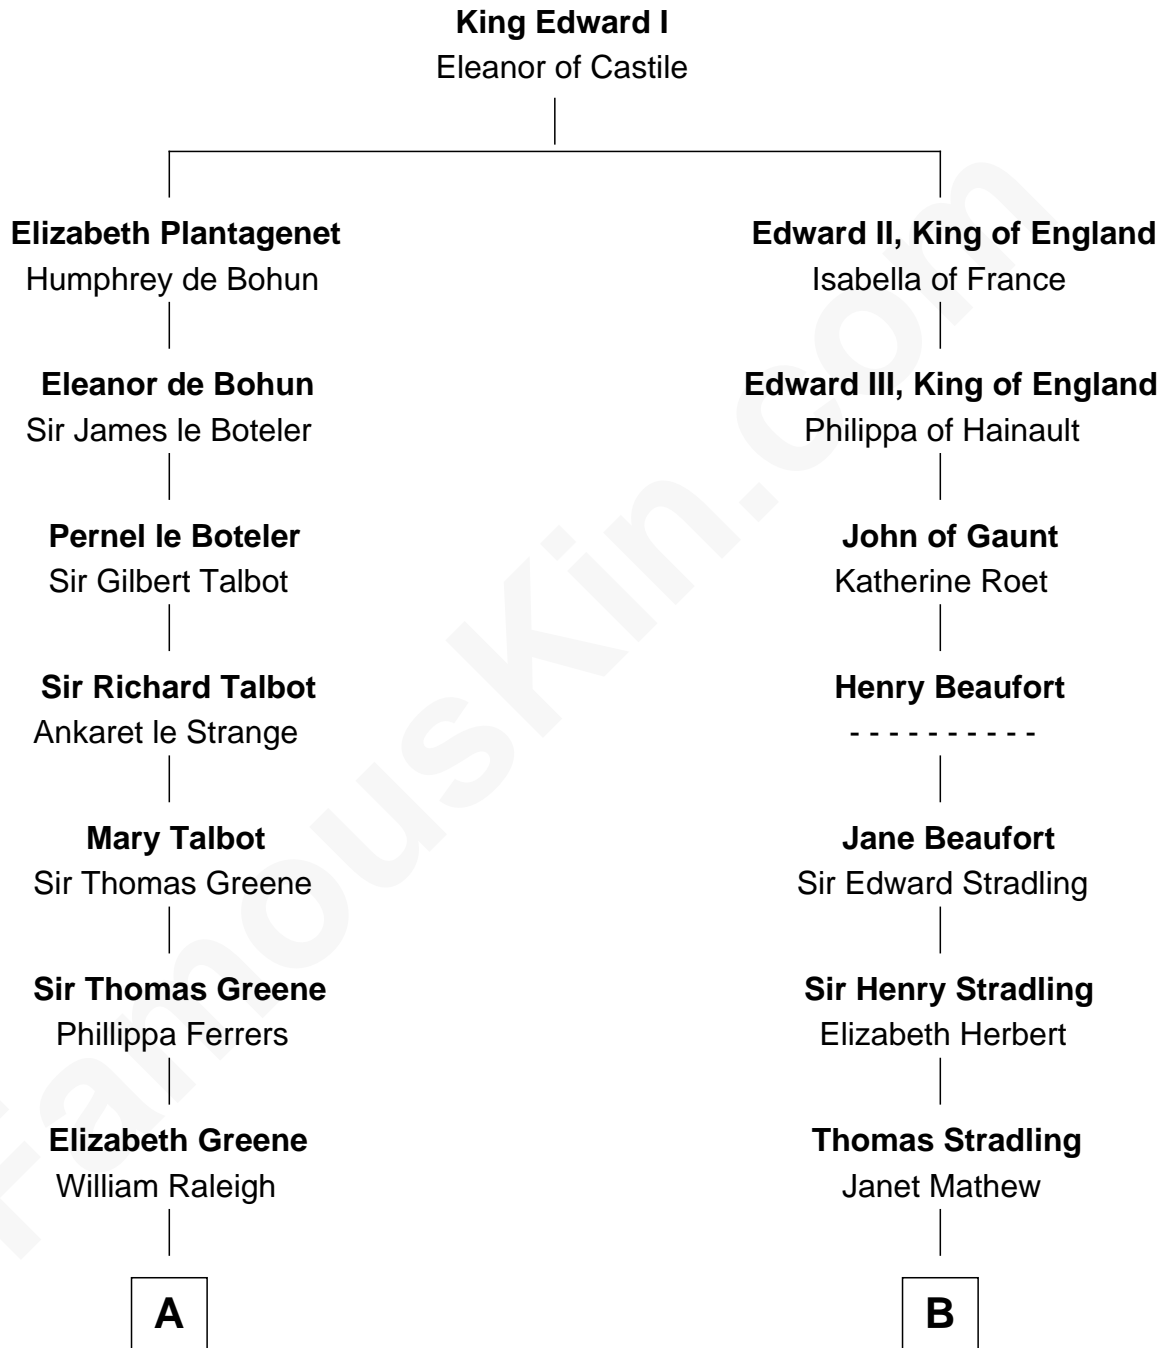 King Edward I
Eleanor of Castile
Elizabeth Plantagenet
Humphrey de Bohun
Edward II, King of England
Isabella of France
Eleanor de Bohun
Sir James le Boteler
Edward III, King of England
Philippa of Hainault
Pernel le Boteler
Sir Gilbert Talbot
John of Gaunt
Katherine Roet
Sir Richard Talbot
Ankaret le Strange
Henry Beaufort
- - - - - - - - - -
Mary Talbot
Sir Thomas Greene
Jane Beaufort
Sir Edward Stradling
Sir Thomas Greene
Phillippa Ferrers
Sir Henry Stradling
Elizabeth Herbert
Elizabeth Greene
William Raleigh
Thomas Stradling
Janet Mathew
A
B
FamousKin.com